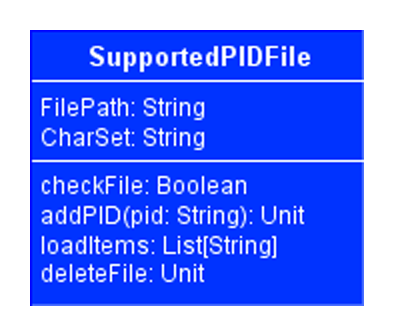 SupportedPIDFile
FilePath: String
CharSet: String
checkFile: Boolean
addPID(pid: String): Unit
loadItems: List[String]
deleteFile: Unit